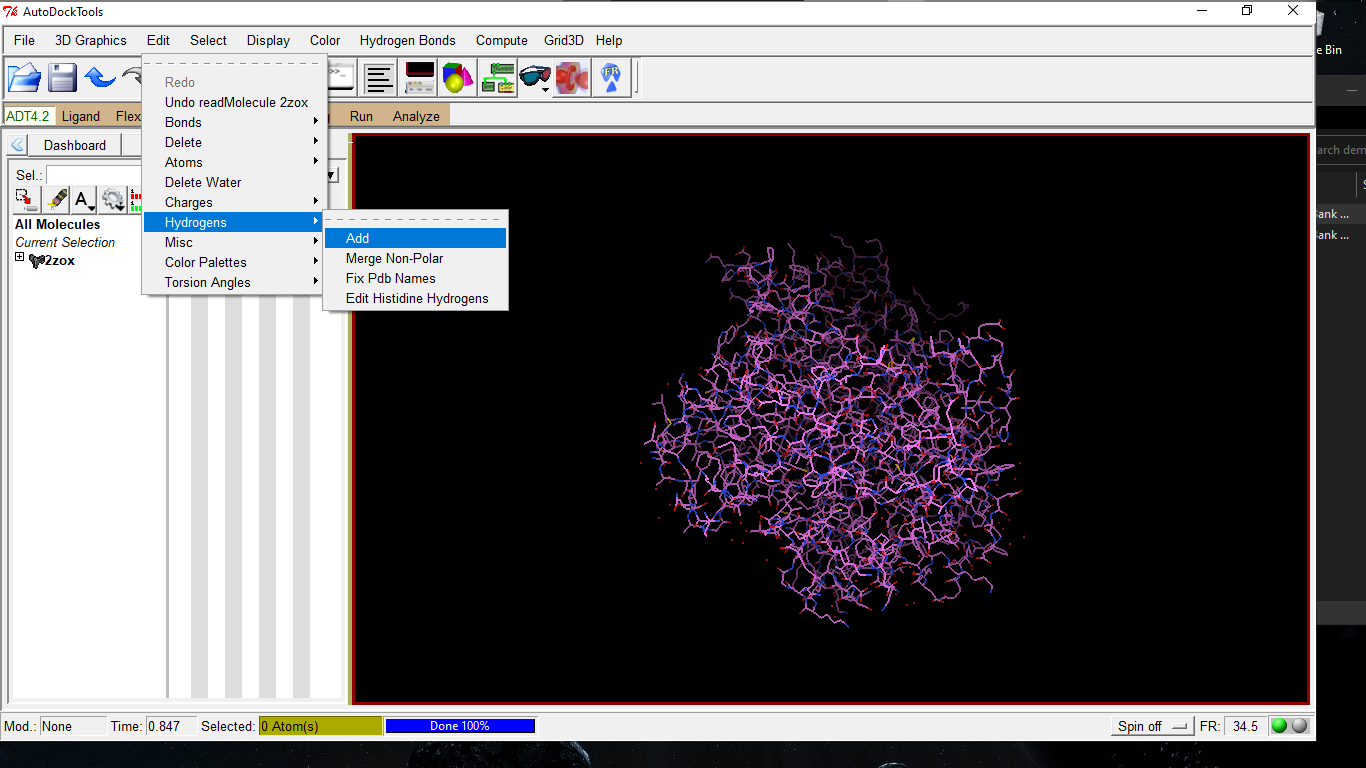 AutoDockTools
File 3D Graphics Edit Select Display Color Hydrogen Bonds Compute Grid3D Help
e Bin
FR
ADT4.2 Ligand Flex Run Analyze
Redo
Undo readMolecule 2zox
Bonds
Delete
Atoms
Delete Water
Charges
Hydrogens
Misc
Color Palettes
Torsion Angles
Add
Merge Non-Polar
Fix Pdb Names
Edit Histidine Hydrogens
Dashboard
Sel.:
A
All Molecules
Current Selection
2zox
arch dem
S
ank ...
ank ...
Mod.: None Time: 0.847 Selected: 0 Atom(s) Done 100% Spin off FR: 34.5